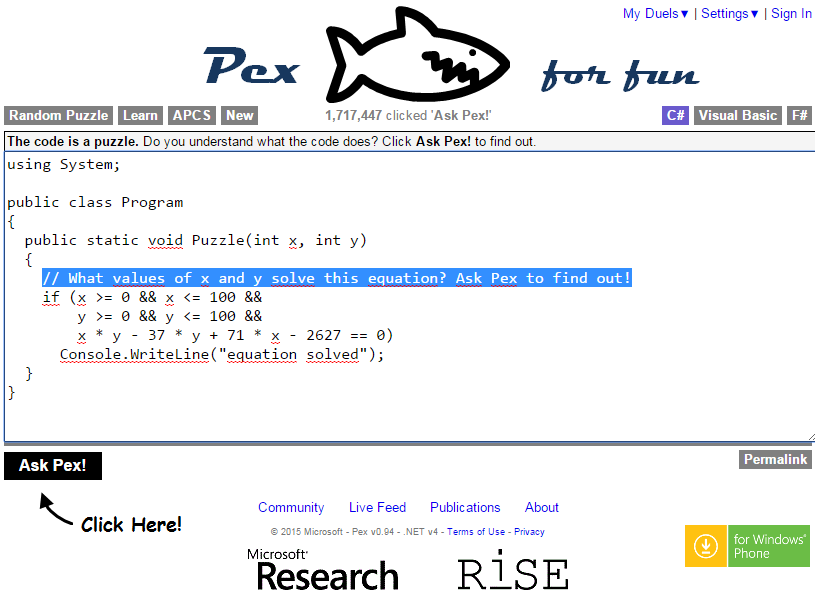 My Duels▼ | Settings▼ | Sign In
Pex for fun
Random Puzzle Learn APCS New 1,717,447 clicked 'Ask Pex!' C# Visual Basic F#
The code is a puzzle. Do you understand what the code does? Click Ask Pex! to find out.
using System;
public class Program
{
public static void Puzzle(int x, int y)
{
// What values of x and y solve this equation? Ask Pex to find out!
if (x >= 0 && x <= 100 &&
y >= 0 && y <= 100 &&
x * y - 37 * y + 71 * x - 2627 == 0)
Console.WriteLine("equation solved");
}
}
Ask Pex! Permalink
Click Here!
Community Live Feed Publications About
© 2015 Microsoft - Pex v0.94 - .NET v4 - Terms of Use - Privacy
for Windows® Phone
Microsoft® Research RiSE